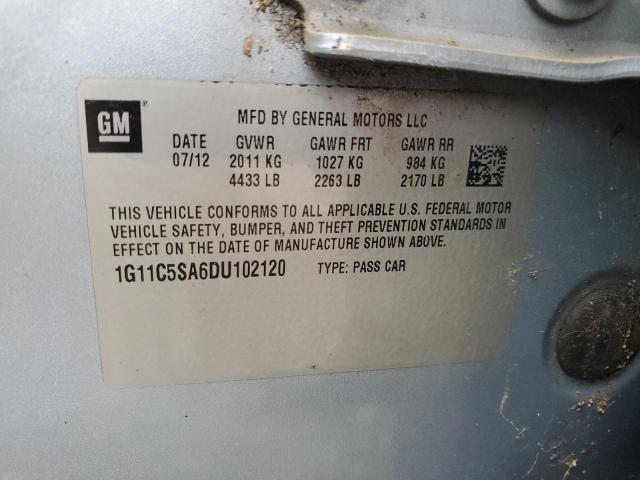 GM
MFD BY GENERAL MOTORS LLC
DATE GVWR GAWR FRT GAWR RR
07/12 2011 KG 1027 KG 984 KG
4433 LB 2263 LB 2170 LB
THIS VEHICLE CONFORMS TO ALL APPLICABLE U.S. FEDERAL MOTOR
VEHICLE SAFETY, BUMPER, AND THEFT PREVENTION STANDARDS IN
EFFECT ON THE DATE OF MANUFACTURE SHOWN ABOVE.
1G11C5SA6DU102120 TYPE: PASS CAR